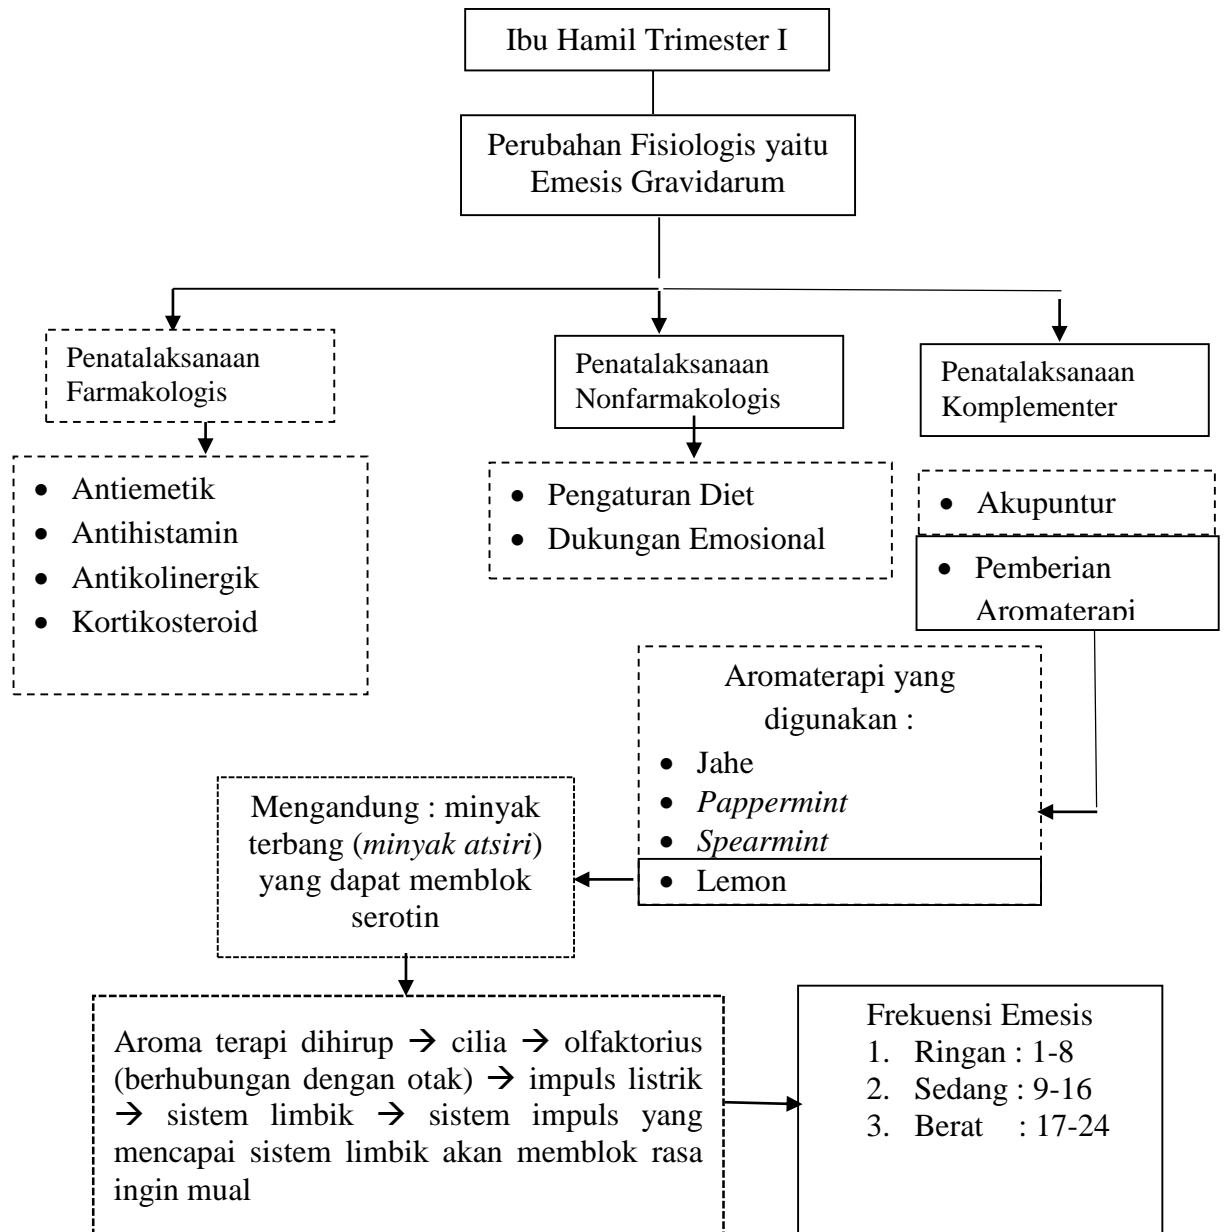 Ibu Hamil Trimester I
Perubahan Fisiologis yaitu
Emesis Gravidarum
Penatalaksanaan
Farmakologis
Penatalaksanaan
Nonfarmakologis
Penatalaksanaan
Komplementer
• Antiemetik
• Antihistamin
• Antikolinergik
• Kortikosteroid
• Pengaturan Diet
• Dukungan Emosional
• Akupuntur
• Pemberian
Aromaterapi
Aromaterapi yang
digunakan :
• Jahe
• Pappermint
• Spearmint
• Lemon
Mengandung : minyak
terbang (minyak atsiri)
yang dapat memblok
serotin
Aroma terapi dihirup → cilia → olfaktorius
(berhubungan dengan otak) → impuls listrik
→ sistem limbik → sistem impuls yang
mencapai sistem limbik akan memblok rasa
ingin mual
Frekuensi Emesis
1. Ringan : 1-8
2. Sedang : 9-16
3. Berat : 17-24